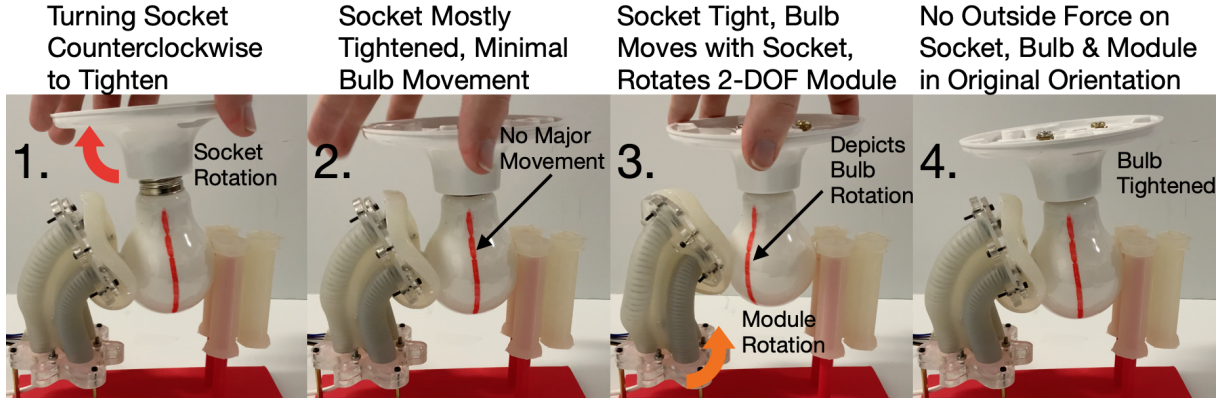 Turning Socket
Counterclockwise
to Tighten
Socket Mostly
Tightened, Minimal
Bulb Movement
Socket Tight, Bulb
Moves with Socket,
Rotates 2-DOF Module
No Outside Force on
Socket, Bulb & Module
in Original Orientation
1.
Socket
Rotation
2.
No Major
Movement
3.
Depicts
Bulb
Rotation
Module
Rotation
4.
Bulb
Tightened